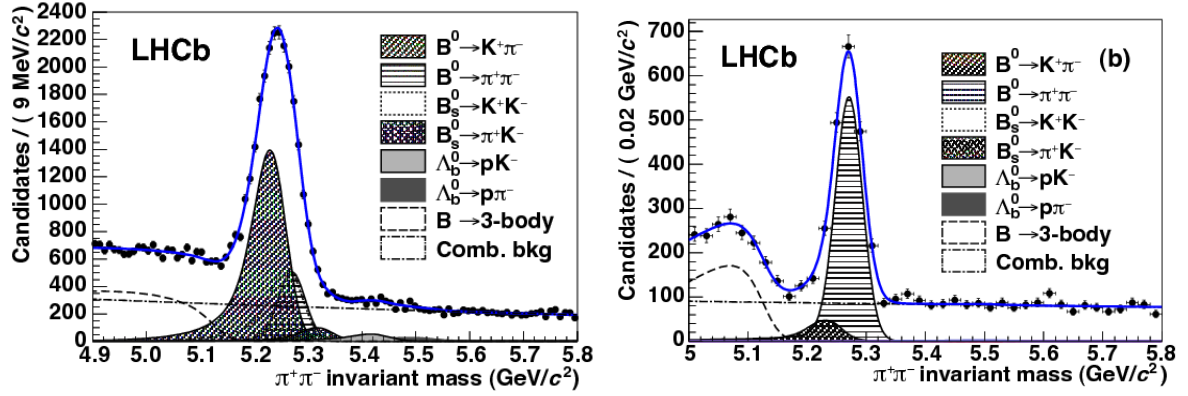 LHCb
Candidates / ( 9 MeV/c²)
2400
2200
2000
1800
1600
1400
1200
1000
800
600
400
200
0
B⁰→K⁺π⁻
B⁰→π⁺π⁻
B⁰ₛ→K⁺K⁻
B⁰ₛ→π⁺K⁻
Λ⁰b→pK⁻
Λ⁰b→pπ⁻
B →3-body
Comb. bkg
4.9 5.0 5.1 5.2 5.3 5.4 5.5 5.6 5.7 5.8
π⁺π⁻ invariant mass (GeV/c²)
LHCb
(b)
Candidates / ( 0.02 GeV/c²)
700
600
500
400
300
200
100
0
B⁰→K⁺π⁻
B⁰→π⁺π⁻
B⁰ₛ→K⁺K⁻
B⁰ₛ→π⁺K⁻
Λ⁰b→pK⁻
Λ⁰b→pπ⁻
B →3-body
Comb. bkg
5 5.1 5.2 5.3 5.4 5.5 5.6 5.7 5.8
π⁺π⁻ invariant mass (GeV/c²)